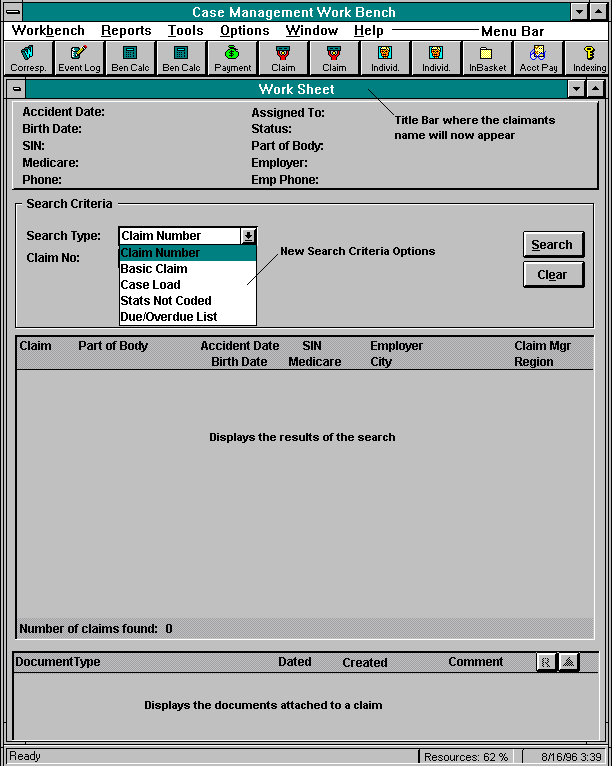 Case Management Work Bench
Workbench Reports Tools Options Window Help Menu Bar
Corresp. Event Log Ben Calc Ben Calc Payment Claim Claim Individ. Individ. InBasket Acct Pay Indexing
Work Sheet
Accident Date: Assigned To:
Birth Date: Status:
SIN: Part of Body:
Medicare: Employer:
Phone: Emp Phone:
Title Bar where the claimants
name will now appear
Search Criteria
Search Type: Claim Number
Claim No:
Claim Number
Basic Claim
Case Load
Stats Not Coded
Due/Overdue List
New Search Criteria Options
Search
Clear
Claim Part of Body Accident Date SIN Employer Claim Mgr
Birth Date Medicare City Region
Displays the results of the search
Number of claims found: 0
DocumentType Dated Created Comment R
Displays the documents attached to a claim
Ready Resources: 62 % 8/16/96 3:39